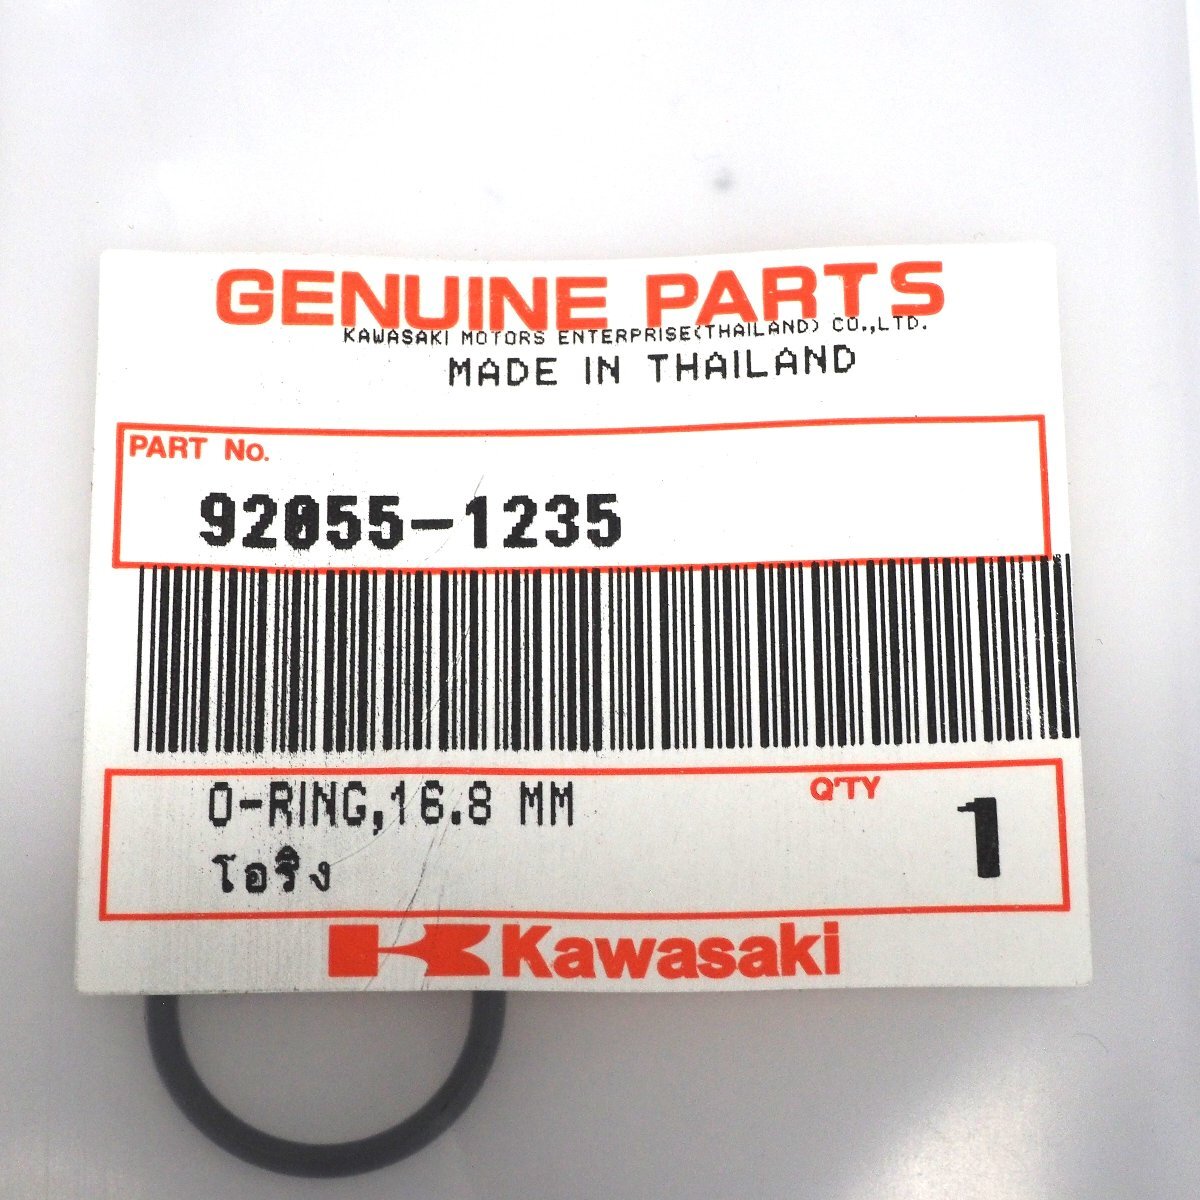 GENUINE PARTS
KAWASAKI MOTORS ENTERPRISE(THAILAND) CO.,LTD.
MADE IN THAILAND
PART No.
92055-1235
O-RING,16.8 MM
Q'TY
1
โอริง
Kawasaki